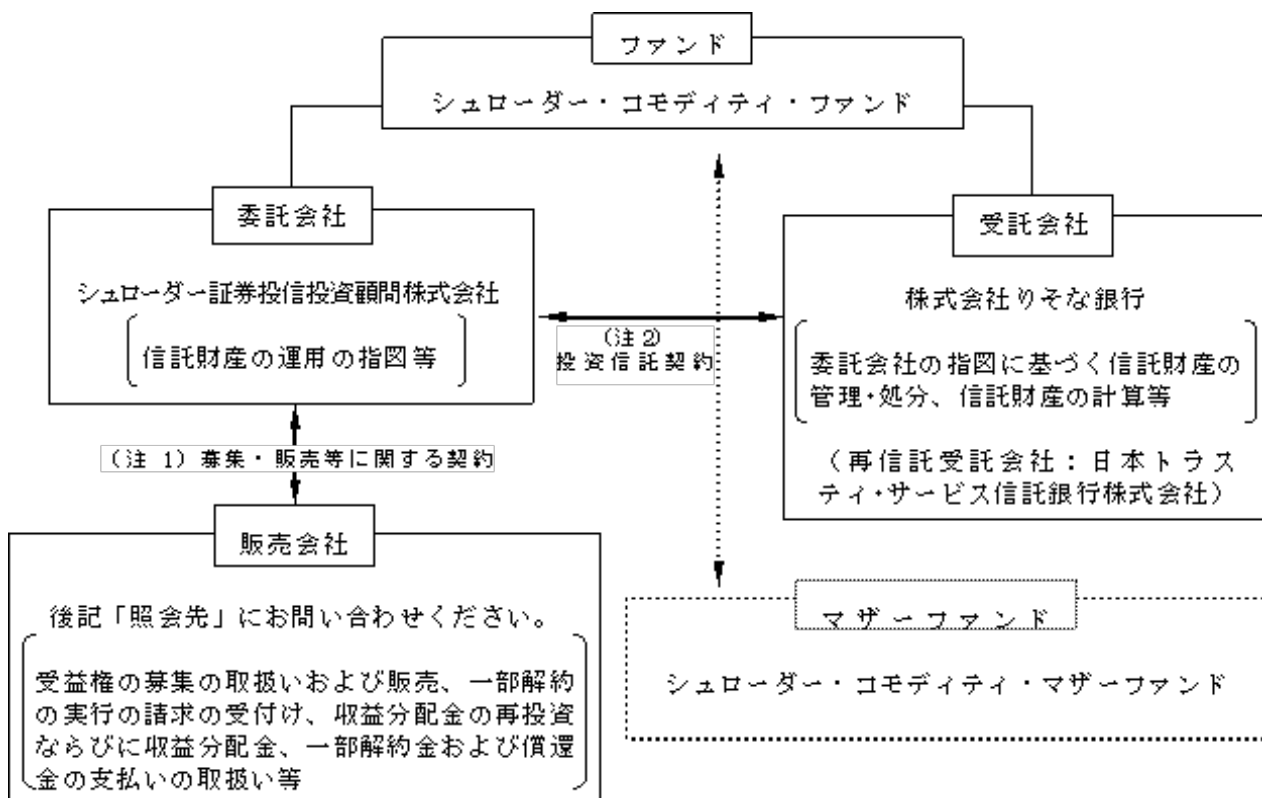 ファンド
シュローダー・コモディティ・ファンド
委託会社
シュローダー証券投信投資顧問株式会社
信託財産の運用の指図等
(注2)
投資信託契約
受託会社
株式会社りそな銀行
委託会社の指図に基づく信託財産の
管理・処分、信託財産の計算等
(再信託受託会社:日本トラス
ティ・サービス信託銀行株式会社)
(注 1) 募集・販売等に関する契約
販売会社
後記「照会先」にお問い合わせください。
受益権の募集の取扱いおよび販売、一部解約
の実行の請求の受付け、収益分配金の再投資
ならびに収益分配金、一部解約金および償還
金の支払いの取扱い等
マザーファンド
シュローダー・コモディティ・マザーファンド